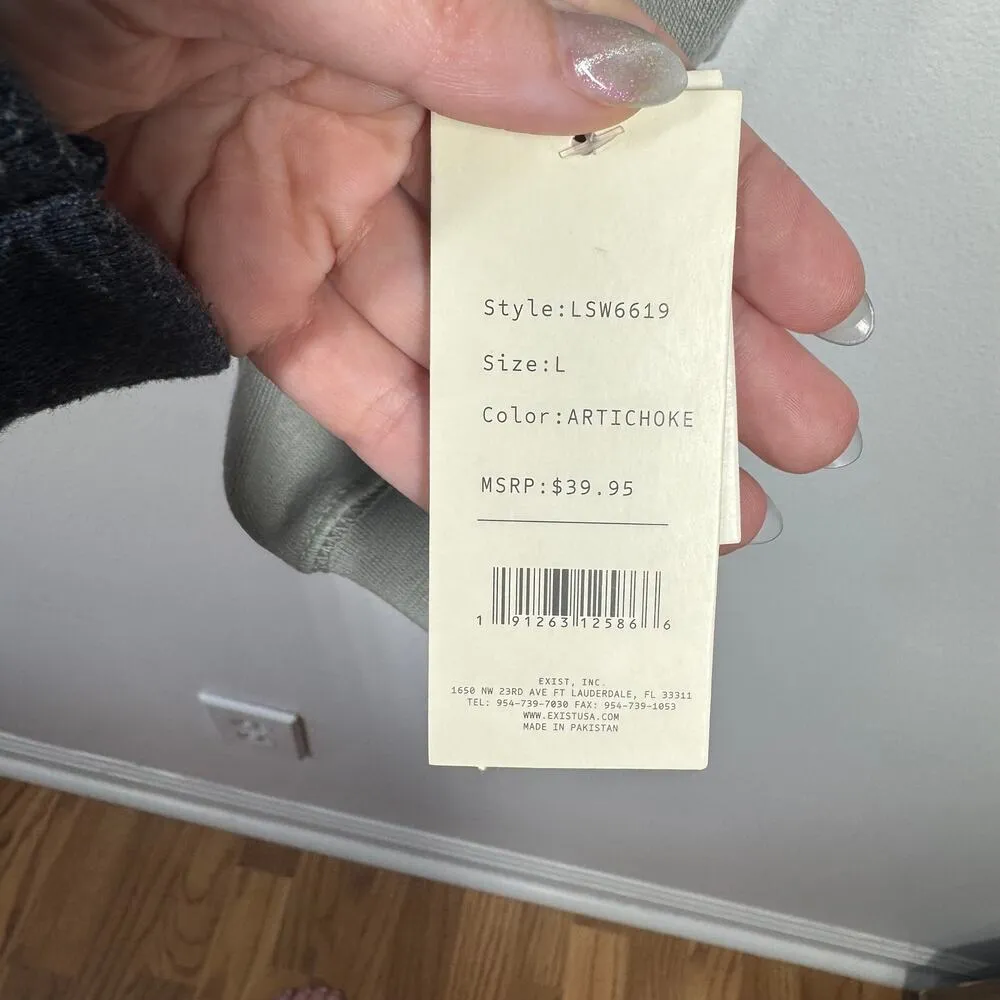 Style:LSW6619
Size:L
Color:ARTICHOKE
MSRP:$39.95
1 91263 12586 6
EXIST, INC.
1650 NW 23RD AVE FT LAUDERDALE, FL 33311
TEL: 954-739-7030 FAX: 954-739-1053
WWW.EXISTUSA.COM
MADE IN PAKISTAN